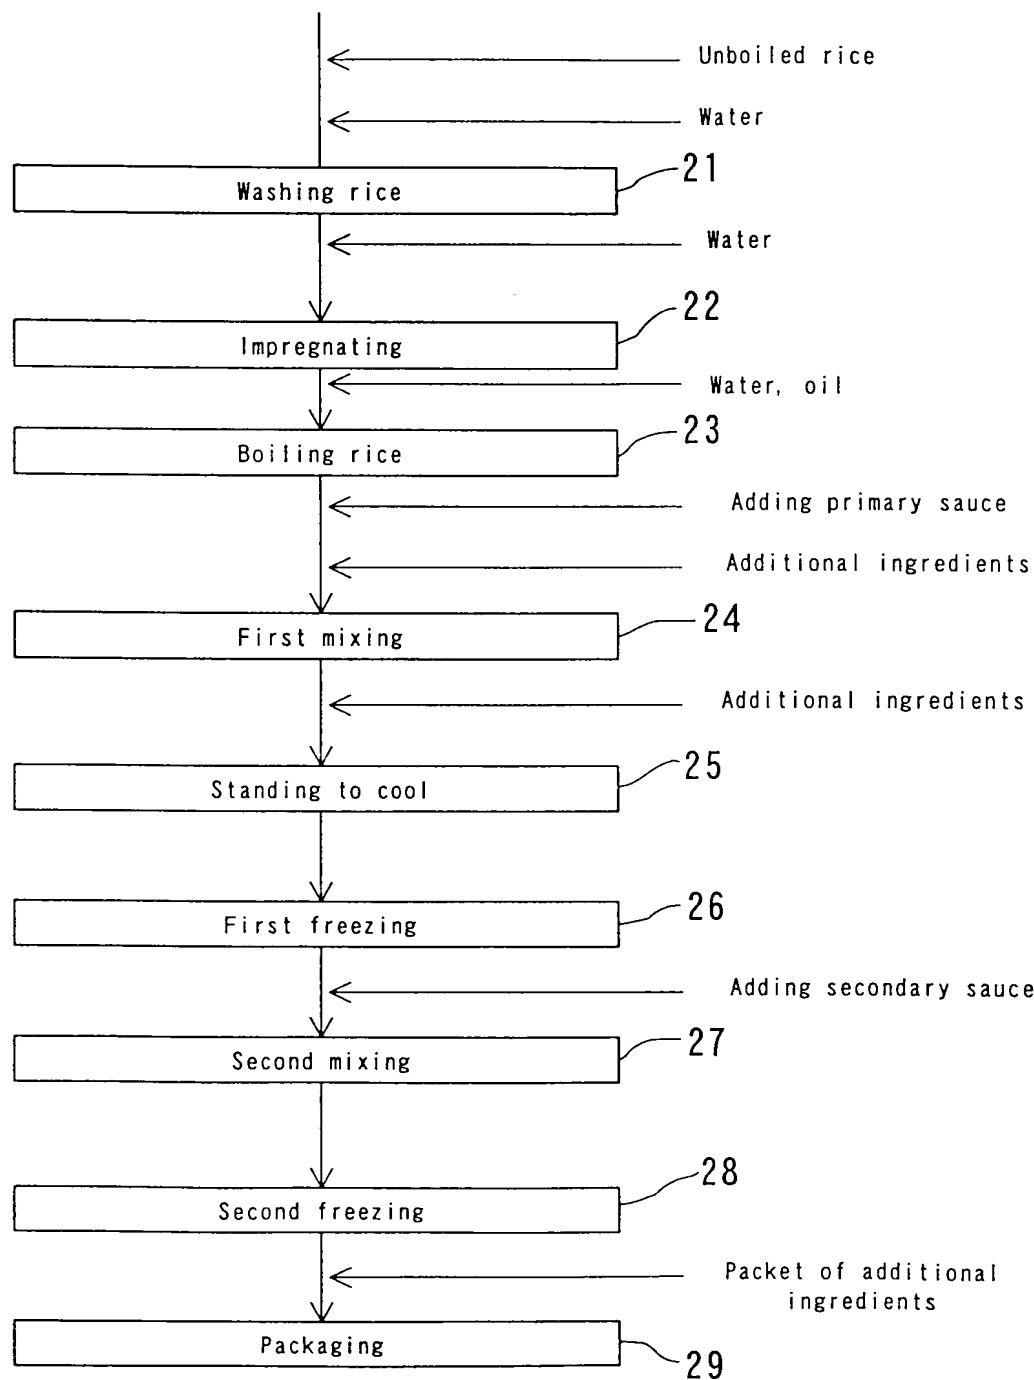 Unboiled rice
Water
21
Washing rice
Water
22
Impregnating
Water, oil
23
Boiling rice
Adding primary sauce
Additional ingredients
24
First mixing
Additional ingredients
25
Standing to cool
26
First freezing
Adding secondary sauce
27
Second mixing
28
Second freezing
Packet of additional
ingredients
Packaging
29